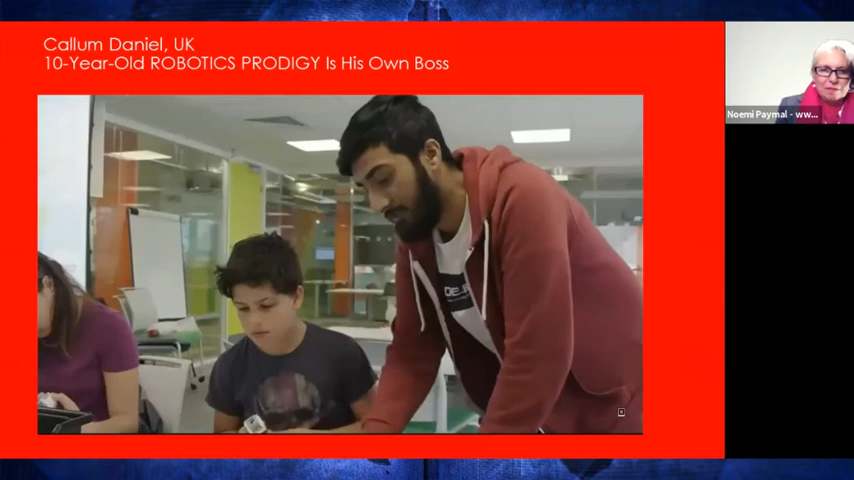 Callum Daniel, UK
10-Year-Old ROBOTICS PRODIGY Is His Own Boss
Noemi Paymal - ww...